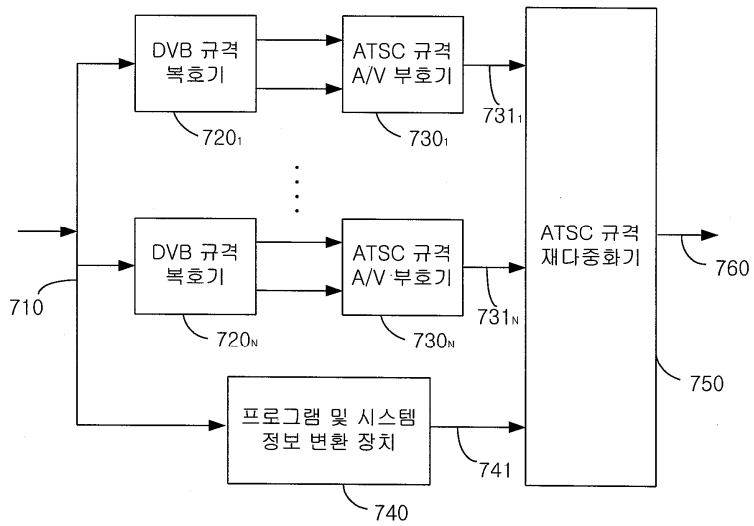 DVB 규격
복호기
720₁
ATSC 규격
A/V 부호기
730₁
731₁
DVB 규격
복호기
720N
ATSC 규격
A/V 부호기
730N
731N
710
프로그램 및 시스템
정보 변환 장치
740
741
ATSC 규격
재다중화기
750
760